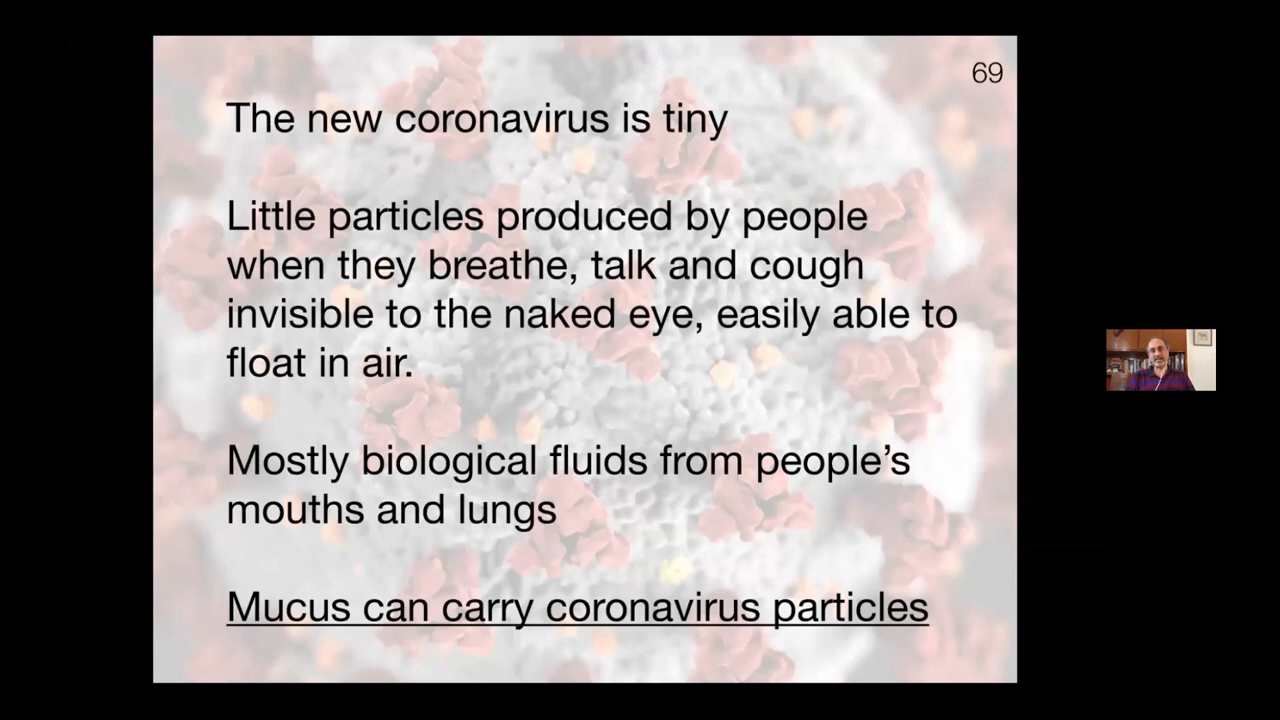 69
The new coronavirus is tiny
Little particles produced by people
when they breathe, talk and cough
invisible to the naked eye, easily able to
float in air.
Mostly biological fluids from people’s
mouths and lungs
Mucus can carry coronavirus particles